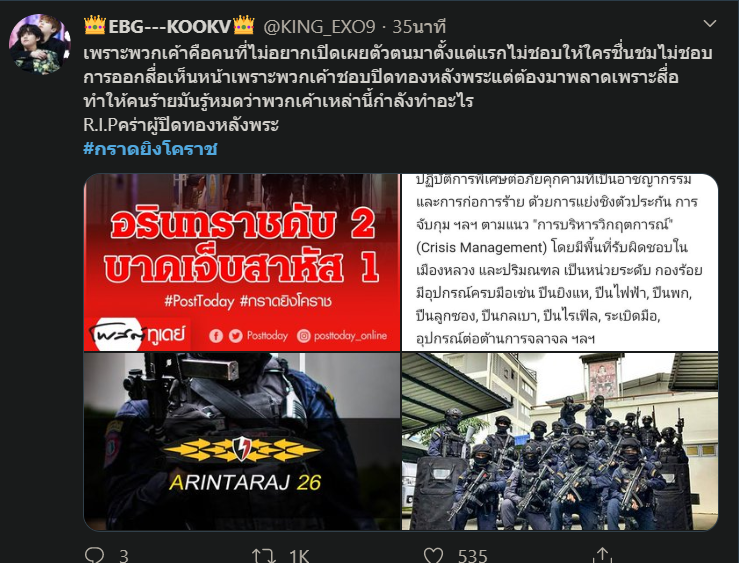 👑EBG---KOOKV👑 @KING_EXO9 · 35นาที
เพราะพวกเค้าคือคนที่ไม่อยากเปิดเผยตัวตนมาตั้งแต่แรกไม่ชอบให้ใครชื่นชมไม่ชอบ
การออกสื่อเห็นหน้าเพราะพวกเค้าชอบปิดทองหลังพระแต่ต้องมาพลาดเพราะสื่อ
ทำให้คนร้ายมันรู้หมดว่าพวกเค้าเหล่านี้กำลังทำอะไร
R.I.Pคร่าผู้ปิดทองหลังพระ
#กราดยิงโคราช
อรินทราชดับ 2
บาดเจ็บสาหัส 1
#PostToday #กราดยิงโคราช
โพสต์ทูเดย์ Posttoday posttoday_online
ปฏิบัติการพิเศษต่อภัยคุกคามที่เป็นอาชญากรรม
และการก่อการร้าย ด้วยการแย่งชิงตัวประกัน การ
จับกุม ฯลฯ ตามแนว "การบริหารวิกฤตการณ์"
(Crisis Management) โดยมีพื้นที่รับผิดชอบใน
เมืองหลวง และปริมณฑล เป็นหน่วยระดับ กองร้อย
มีอุปกรณ์ครบมือเช่น ปืนยิงแห, ปืนไฟฟ้า, ปืนพก,
ปืนลูกซอง, ปืนกลเบา, ปืนไรเฟิล, ระเบิดมือ,
อุปกรณ์ต่อต้านการจลาจล ฯลฯ
ARINTARAJ 26
3 1K 535